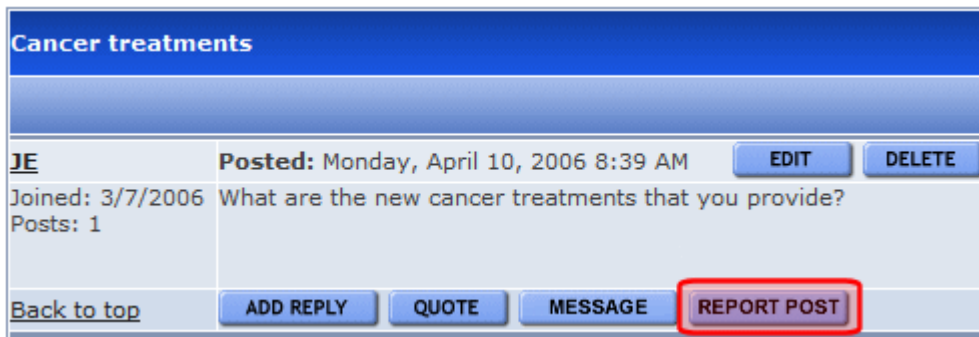 Cancer treatments
JE Posted: Monday, April 10, 2006 8:39 AM EDIT DELETE
Joined: 3/7/2006 What are the new cancer treatments that you provide?
Posts: 1
Back to top ADD REPLY QUOTE MESSAGE REPORT POST